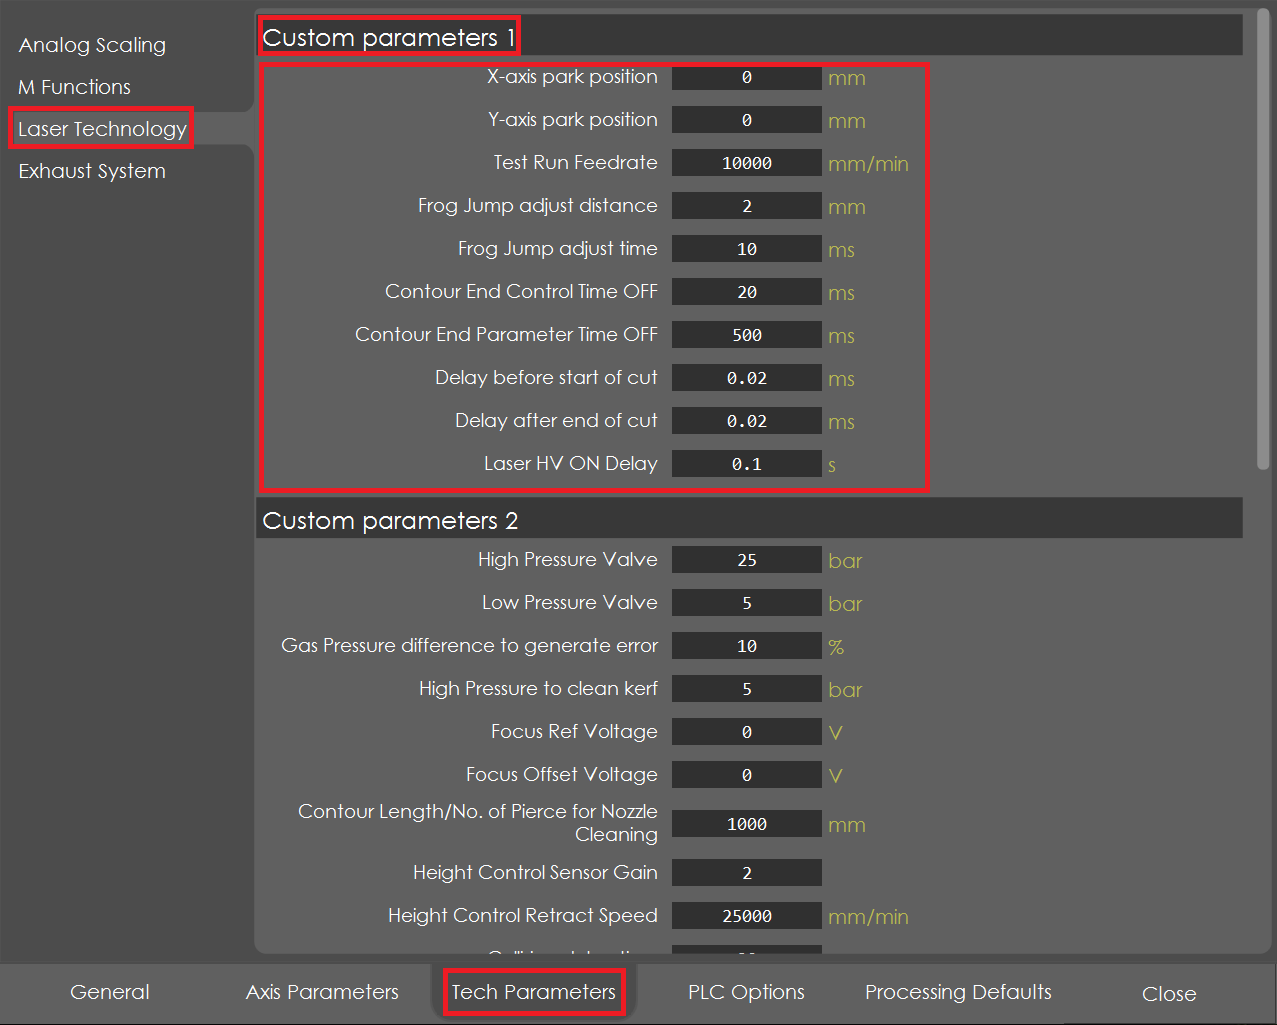 Analog Scaling
M Functions
Laser Technology
Exhaust System
Custom parameters 1
X-axis park position 0 mm
Y-axis park position 0 mm
Test Run Feedrate 10000 mm/min
Frog Jump adjust distance 2 mm
Frog Jump adjust time 10 ms
Contour End Control Time OFF 20 ms
Contour End Parameter Time OFF 500 ms
Delay before start of cut 0.02 ms
Delay after end of cut 0.02 ms
Laser HV ON Delay 0.1 s
Custom parameters 2
High Pressure Valve 25 bar
Low Pressure Valve 5 bar
Gas Pressure difference to generate error 10 %
High Pressure to clean kerf 5 bar
Focus Ref Voltage 0 V
Focus Offset Voltage 0 V
Contour Length/No. of Pierce for Nozzle
Cleaning 1000 mm
Height Control Sensor Gain 2
Height Control Retract Speed 25000 mm/min
General Axis Parameters Tech Parameters PLC Options Processing Defaults Close